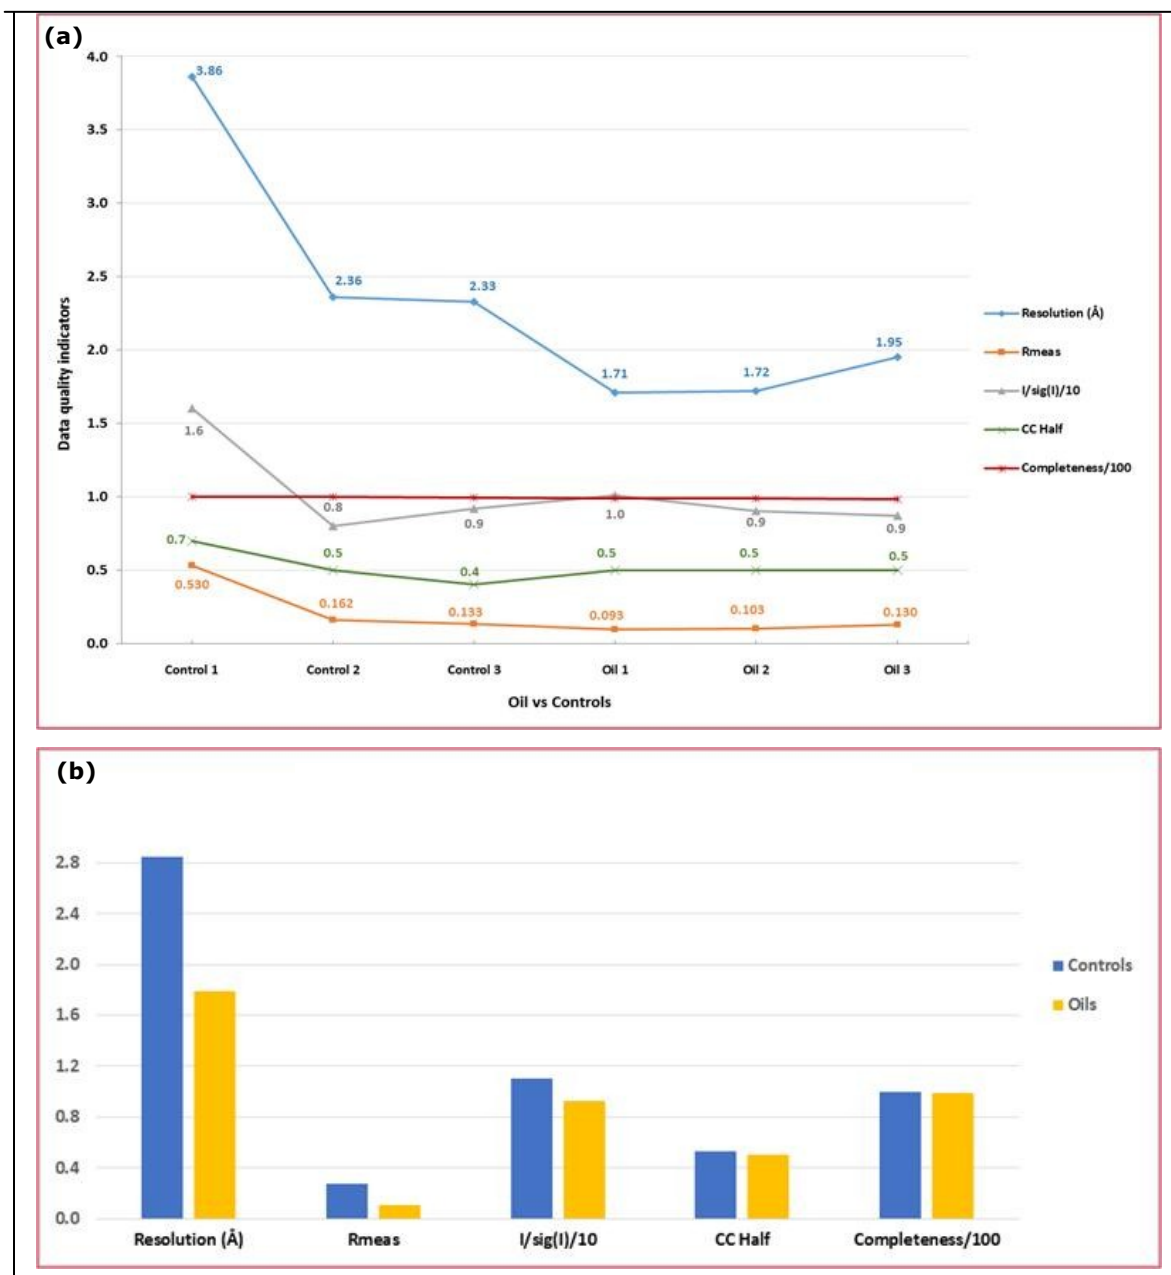 (a)
4.0
3.5
3.0
2.5
2.0
1.5
1.0
0.5
0.0
Data quality indicators
3.86
2.36
2.33
1.71
1.72
1.95
1.6
0.8
0.9
1.0
0.9
0.9
0.7
0.5
0.4
0.5
0.5
0.5
0.530
0.162
0.133
0.093
0.103
0.130
Control 1
Control 2
Control 3
Oil 1
Oil 2
Oil 3
Oil vs Controls
Resolution (Å)
Rmeas
I/sig(I)/10
CC Half
Completeness/100
(b)
2.8
2.4
2.0
1.6
1.2
0.8
0.4
0.0
Resolution (Å)
Rmeas
I/sig(I)/10
CC Half
Completeness/100
Controls
Oils